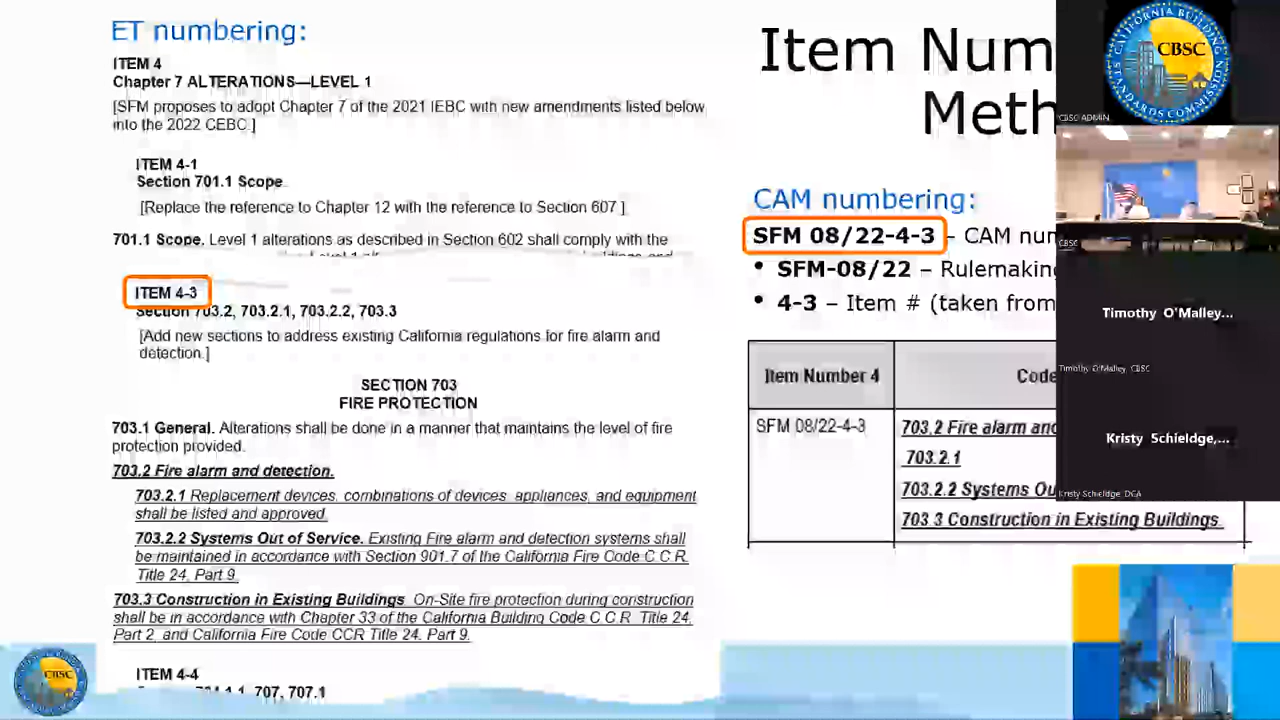 ET numbering:
ITEM 4
Chapter 7 ALTERATIONS—LEVEL 1
[SFM proposes to adopt Chapter 7 of the 2021 IEBC with new amendments listed below
into the 2022 CEBC.]
ITEM 4-1
Section 701.1 Scope.
[Replace the reference to Chapter 12 with the reference to Section 607.]
701.1 Scope. Level 1 alterations as described in Section 602 shall comply with the
ITEM 4-3
Section 703.2, 703.2.1, 703.2.2, 703.3
[Add new sections to address existing California regulations for fire alarm and
detection.]
SECTION 703
FIRE PROTECTION
703.1 General. Alterations shall be done in a manner that maintains the level of fire
protection provided.
703.2 Fire alarm and detection.
703.2.1 Replacement devices, combinations of devices, appliances, and equipment
shall be listed and approved.
703.2.2 Systems Out of Service. Existing Fire alarm and detection systems shall
be maintained in accordance with Section 901.7 of the California Fire Code C.C.R.
Title 24, Part 9.
703.3 Construction in Existing Buildings. On-Site fire protection during construction
shall be in accordance with Chapter 33 of the California Building Code C.C.R. Title 24,
Part 2, and California Fire Code CCR Title 24, Part 9.
ITEM 4-4
707, 707.1
Item Num
Meth
CAM numbering:
SFM 08/22-4-3 – CAM num
• SFM-08/22 – Rulemaking
• 4-3 – Item # (taken from
Item Number 4
Code
SFM 08/22-4-3
703.2 Fire alarm and
703.2.1
703.2.2 Systems Ou
703.3 Construction in Existing Buildings.
CALIFORNIA BUILDING STANDARDS COMMISSION
CBSC
CBSC ADMIN
CBSC
Timothy O'Malley...
Timothy O'Malley, CBSC
Kristy Schieldge,...
Kristy Schieldge, DCA
CBSC